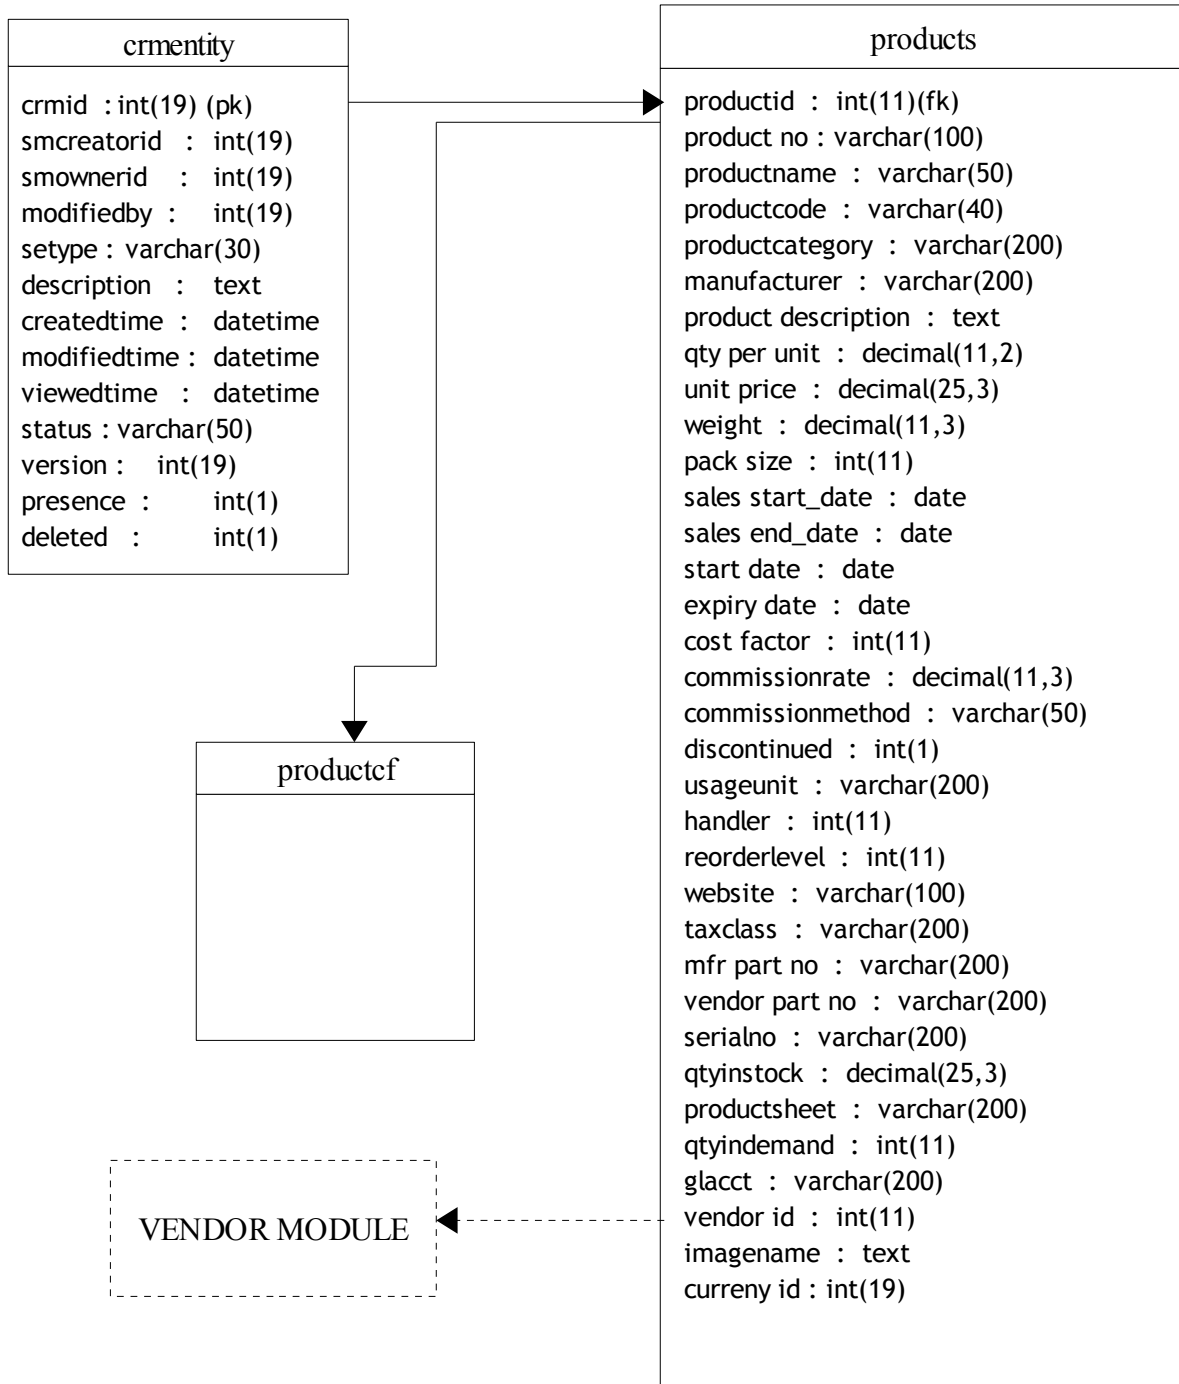 crmentity
crmid : int(19) (pk)
smcreatorid : int(19)
smownerid : int(19)
modifiedby : int(19)
setype : varchar(30)
description : text
createdtime : datetime
modifiedtime : datetime
viewedtime : datetime
status : varchar(50)
version : int(19)
presence : int(1)
deleted : int(1)
products
productid : int(11)(fk)
product no : varchar(100)
productname : varchar(50)
productcode : varchar(40)
productcategory : varchar(200)
manufacturer : varchar(200)
product description : text
qty per unit : decimal(11,2)
unit price : decimal(25,3)
weight : decimal(11,3)
pack size : int(11)
sales start_date : date
sales end_date : date
start date : date
expiry date : date
cost factor : int(11)
commissionrate : decimal(11,3)
commissionmethod : varchar(50)
discontinued : int(1)
usageunit : varchar(200)
handler : int(11)
reorderlevel : int(11)
website : varchar(100)
taxclass : varchar(200)
mfr part no : varchar(200)
vendor part no : varchar(200)
serialno : varchar(200)
qtyinstock : decimal(25,3)
productsheet : varchar(200)
qtyindemand : int(11)
glacct : varchar(200)
vendor id : int(11)
imagename : text
curreny id : int(19)
productcf
VENDOR MODULE